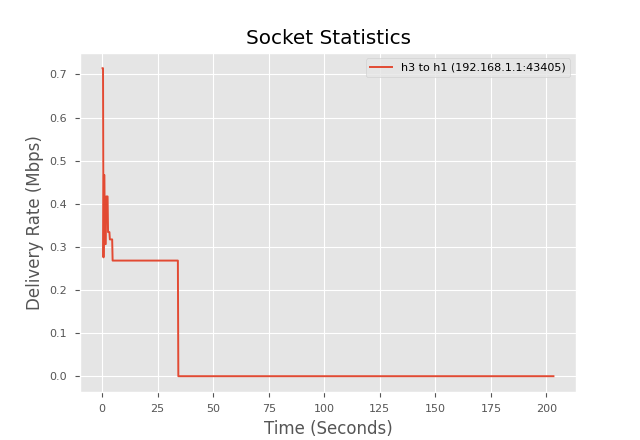 Socket Statistics
h3 to h1 (192.168.1.1:43405)
Delivery Rate (Mbps)
0.7
0.6
0.5
0.4
0.3
0.2
0.1
0.0
0 25 50 75 100 125 150 175 200
Time (Seconds)